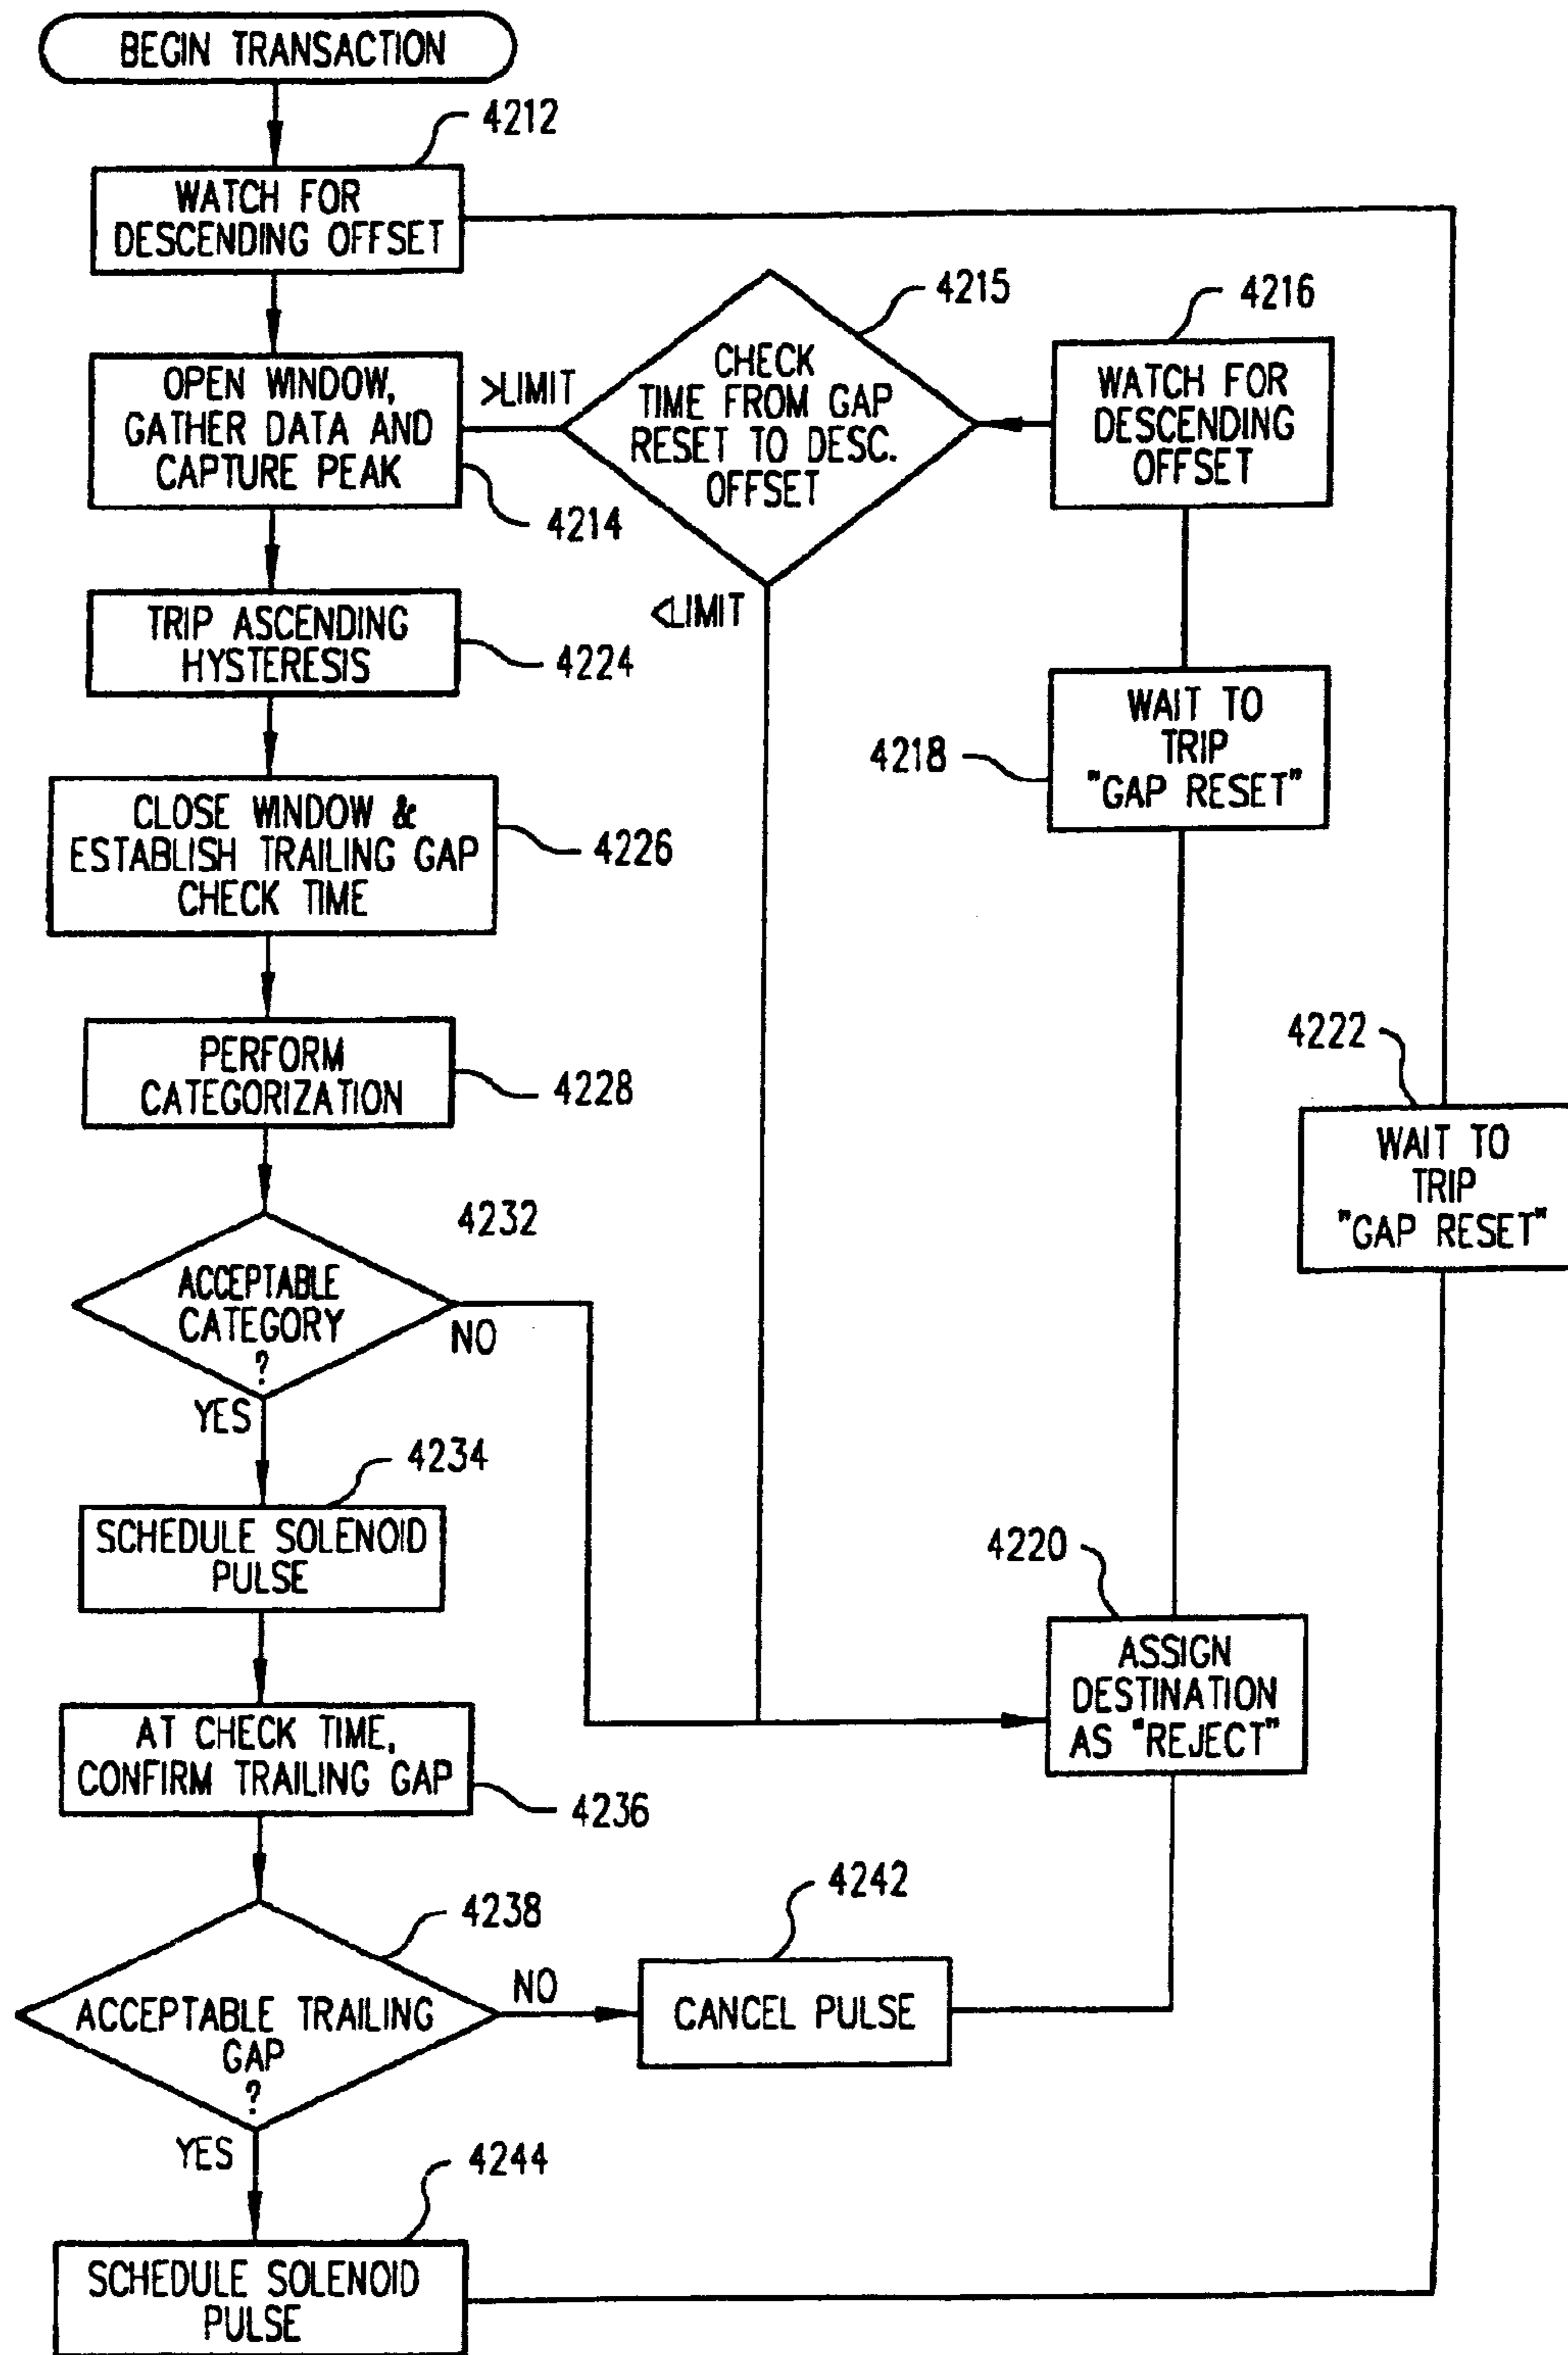 BEGIN TRANSACTION
4212
WATCH FOR
DESCENDING OFFSET
4215
4216
OPEN WINDOW,
GATHER DATA AND
CAPTURE PEAK
4214
>LIMIT
CHECK
TIME FROM GAP
RESET TO DESC.
OFFSET
<LIMIT
WATCH FOR
DESCENDING
OFFSET
TRIP ASCENDING
HYSTERESIS
4224
WAIT TO
TRIP
"GAP RESET"
4218
CLOSE WINDOW &
ESTABLISH TRAILING GAP
CHECK TIME
4226
PERFORM
CATEGORIZATION
4228
4222
WAIT TO
TRIP
"GAP RESET"
4232
ACCEPTABLE
CATEGORY
?
NO
YES
4234
SCHEDULE SOLENOID
PULSE
4220
ASSIGN
DESTINATION
AS "REJECT"
AT CHECK TIME,
CONFIRM TRAILING GAP
4236
4238
4242
ACCEPTABLE TRAILING
GAP
?
NO
CANCEL PULSE
YES
4244
SCHEDULE SOLENOID
PULSE